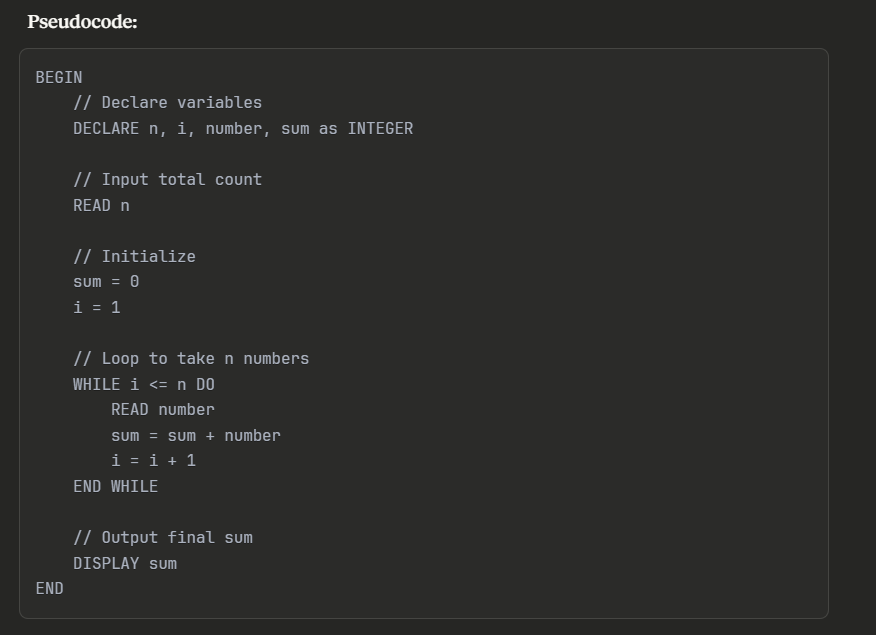 Pseudocode:
BEGIN
    // Declare variables
    DECLARE n, i, number, sum as INTEGER

    // Input total count
    READ n

    // Initialize
    sum = 0
    i = 1

    // Loop to take n numbers
    WHILE i <= n DO
        READ number
        sum = sum + number
        i = i + 1
    END WHILE

    // Output final sum
    DISPLAY sum
END